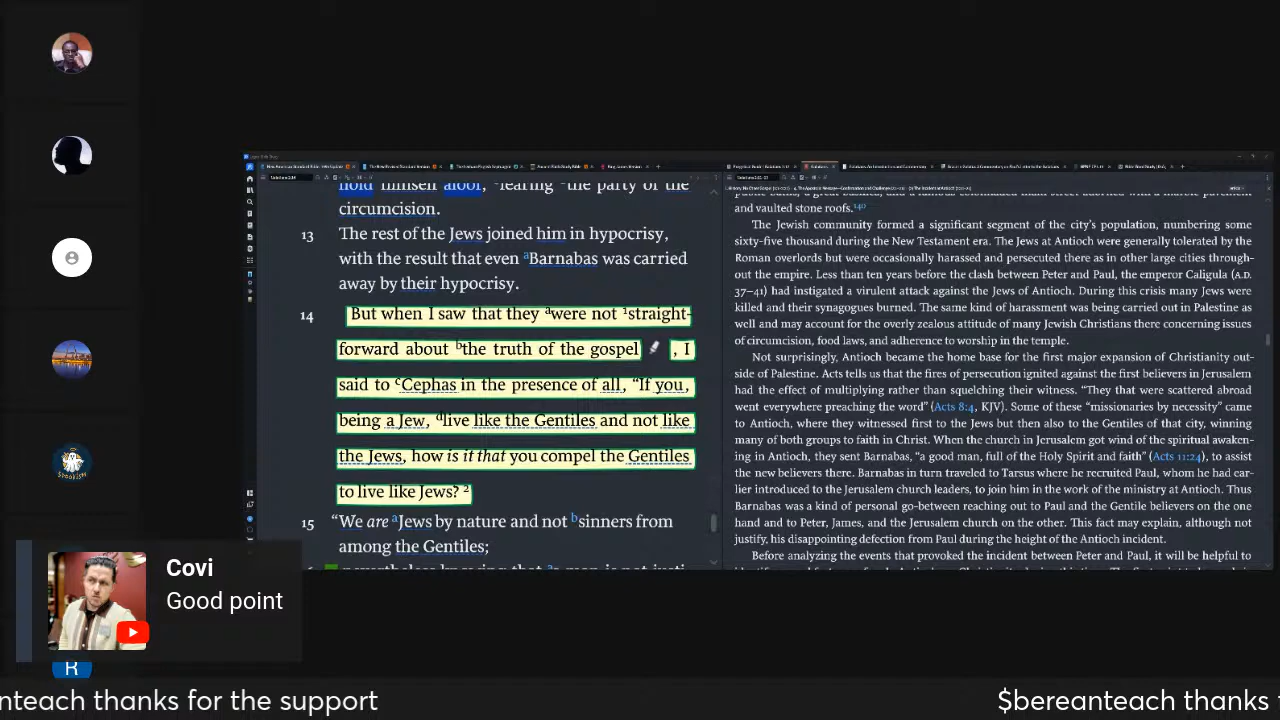 hold himself aloof, fearing the party of the
circumcision.
13 The rest of the Jews joined him in hypocrisy,
with the result that even aBarnabas was carried
away by their hypocrisy.
14 But when I saw that they awere not 1straight-
forward about bthe truth of the gospel , I
said to cCephas in the presence of all, “If you,
being a Jew, dlive like the Gentiles and not like
the Jews, how is it that you compel the Gentiles
to live like Jews? 2
15 “We are aJews by nature and not bsinners from
among the Gentiles;
and vaulted stone roofs.140
The Jewish community formed a significant segment of the city’s population, numbering some
sixty-five thousand during the New Testament era. The Jews at Antioch were generally tolerated by the
Roman overlords but were occasionally harassed and persecuted there as in other large cities through-
out the empire. Less than ten years before the clash between Peter and Paul, the emperor Caligula (A.D.
37–41) had instigated a virulent attack against the Jews of Antioch. During this crisis many Jews were
killed and their synagogues burned. The same kind of harassment was being carried out in Palestine as
well and may account for the overly zealous attitude of many Jewish Christians there concerning issues
of circumcision, food laws, and adherence to worship in the temple.
Not surprisingly, Antioch became the home base for the first major expansion of Christianity out-
side of Palestine. Acts tells us that the fires of persecution ignited against the first believers in Jerusalem
had the effect of multiplying rather than squelching their witness. “They that were scattered abroad
went everywhere preaching the word” (Acts 8:4, KJV). Some of these “missionaries by necessity” came
to Antioch, where they witnessed first to the Jews but then also to the Gentiles of that city, winning
many of both groups to faith in Christ. When the church in Jerusalem got wind of the spiritual awaken-
ing in Antioch, they sent Barnabas, “a good man, full of the Holy Spirit and faith” (Acts 11:24), to assist
the new believers there. Barnabas in turn traveled to Tarsus where he recruited Paul, whom he had ear-
lier introduced to the Jerusalem church leaders, to join him in the work of the ministry at Antioch. Thus
Barnabas was a kind of personal go-between reaching out to Paul and the Gentile believers on the one
hand and to Peter, James, and the Jerusalem church on the other. This fact may explain, although not
justify, his disappointing defection from Paul during the height of the Antioch incident.
Before analyzing the events that provoked the incident between Peter and Paul, it will be helpful to
Covi
Good point
R
nteach thanks for the support
$bereanteach thanks